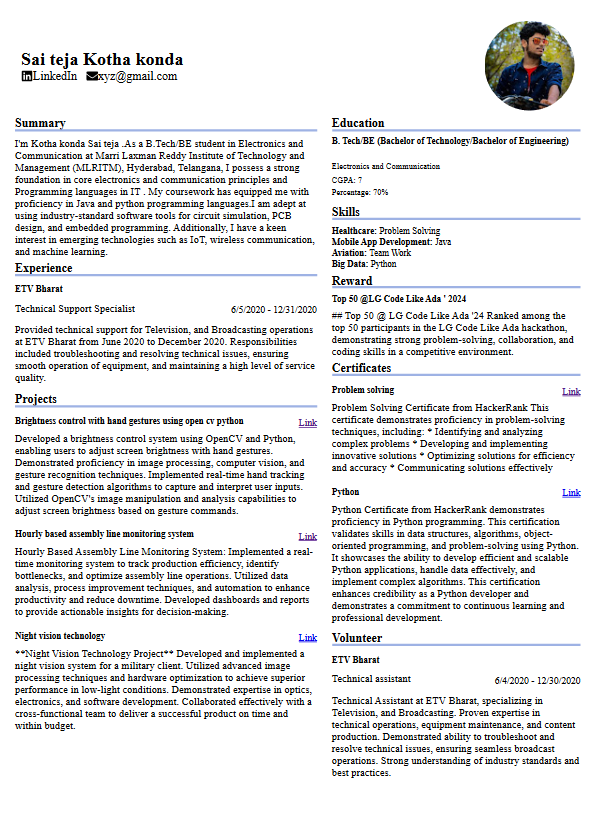 Sai teja Kotha konda
LinkedIn xyz@gmail.com
Summary
I'm Kotha konda Sai teja .As a B.Tech/BE student in Electronics and
Communication at Marri Laxman Reddy Institute of Technology and
Management (MLRITM), Hyderabad, Telangana, I possess a strong
foundation in core electronics and communication principles and
Programming languages in IT . My coursework has equipped me with
proficiency in Java and python programming languages.I am adept at
using industry-standard software tools for circuit simulation, PCB
design, and embedded programming. Additionally, I have a keen
interest in emerging technologies such as IoT, wireless communication,
and machine learning.
Experience
ETV Bharat
Technical Support Specialist 6/5/2020 - 12/31/2020
Provided technical support for Television, and Broadcasting operations
at ETV Bharat from June 2020 to December 2020. Responsibilities
included troubleshooting and resolving technical issues, ensuring
smooth operation of equipment, and maintaining a high level of service
quality.
Projects
Brightness control with hand gestures using open cv python Link
Developed a brightness control system using OpenCV and Python,
enabling users to adjust screen brightness with hand gestures.
Demonstrated proficiency in image processing, computer vision, and
gesture recognition techniques. Implemented real-time hand tracking
and gesture detection algorithms to capture and interpret user inputs.
Utilized OpenCV's image manipulation and analysis capabilities to
adjust screen brightness based on gesture commands.
Hourly based assembly line monitoring system Link
Hourly Based Assembly Line Monitoring System: Implemented a real-
time monitoring system to track production efficiency, identify
bottlenecks, and optimize assembly line operations. Utilized data
analysis, process improvement techniques, and automation to enhance
productivity and reduce downtime. Developed dashboards and reports
to provide actionable insights for decision-making.
Night vision technology Link
**Night Vision Technology Project** Developed and implemented a
night vision system for a military client. Utilized advanced image
processing techniques and hardware optimization to achieve superior
performance in low-light conditions. Demonstrated expertise in optics,
electronics, and software development. Collaborated effectively with a
cross-functional team to deliver a successful product on time and
within budget.
Education
B. Tech/BE (Bachelor of Technology/Bachelor of Engineering)
Electronics and Communication
CGPA: 7
Percentage: 70%
Skills
Healthcare: Problem Solving
Mobile App Development: Java
Aviation: Team Work
Big Data: Python
Reward
Top 50 @LG Code Like Ada ' 2024
## Top 50 @ LG Code Like Ada '24 Ranked among the
top 50 participants in the LG Code Like Ada hackathon,
demonstrating strong problem-solving, collaboration, and
coding skills in a competitive environment.
Certificates
Problem solving Link
Problem Solving Certificate from HackerRank This
certificate demonstrates proficiency in problem-solving
techniques, including: * Identifying and analyzing
complex problems * Developing and implementing
innovative solutions * Optimizing solutions for efficiency
and accuracy * Communicating solutions effectively
Python Link
Python Certificate from HackerRank demonstrates
proficiency in Python programming. This certification
validates skills in data structures, algorithms, object-
oriented programming, and problem-solving using Python.
It showcases the ability to develop efficient and scalable
Python applications, handle data effectively, and
implement complex algorithms. This certification
enhances credibility as a Python developer and
demonstrates a commitment to continuous learning and
professional development.
Volunteer
ETV Bharat
Technical assistant 6/4/2020 - 12/30/2020
Technical Assistant at ETV Bharat, specializing in
Television, and Broadcasting. Proven expertise in
technical operations, equipment maintenance, and content
production. Demonstrated ability to troubleshoot and
resolve technical issues, ensuring seamless broadcast
operations. Strong understanding of industry standards and
best practices.